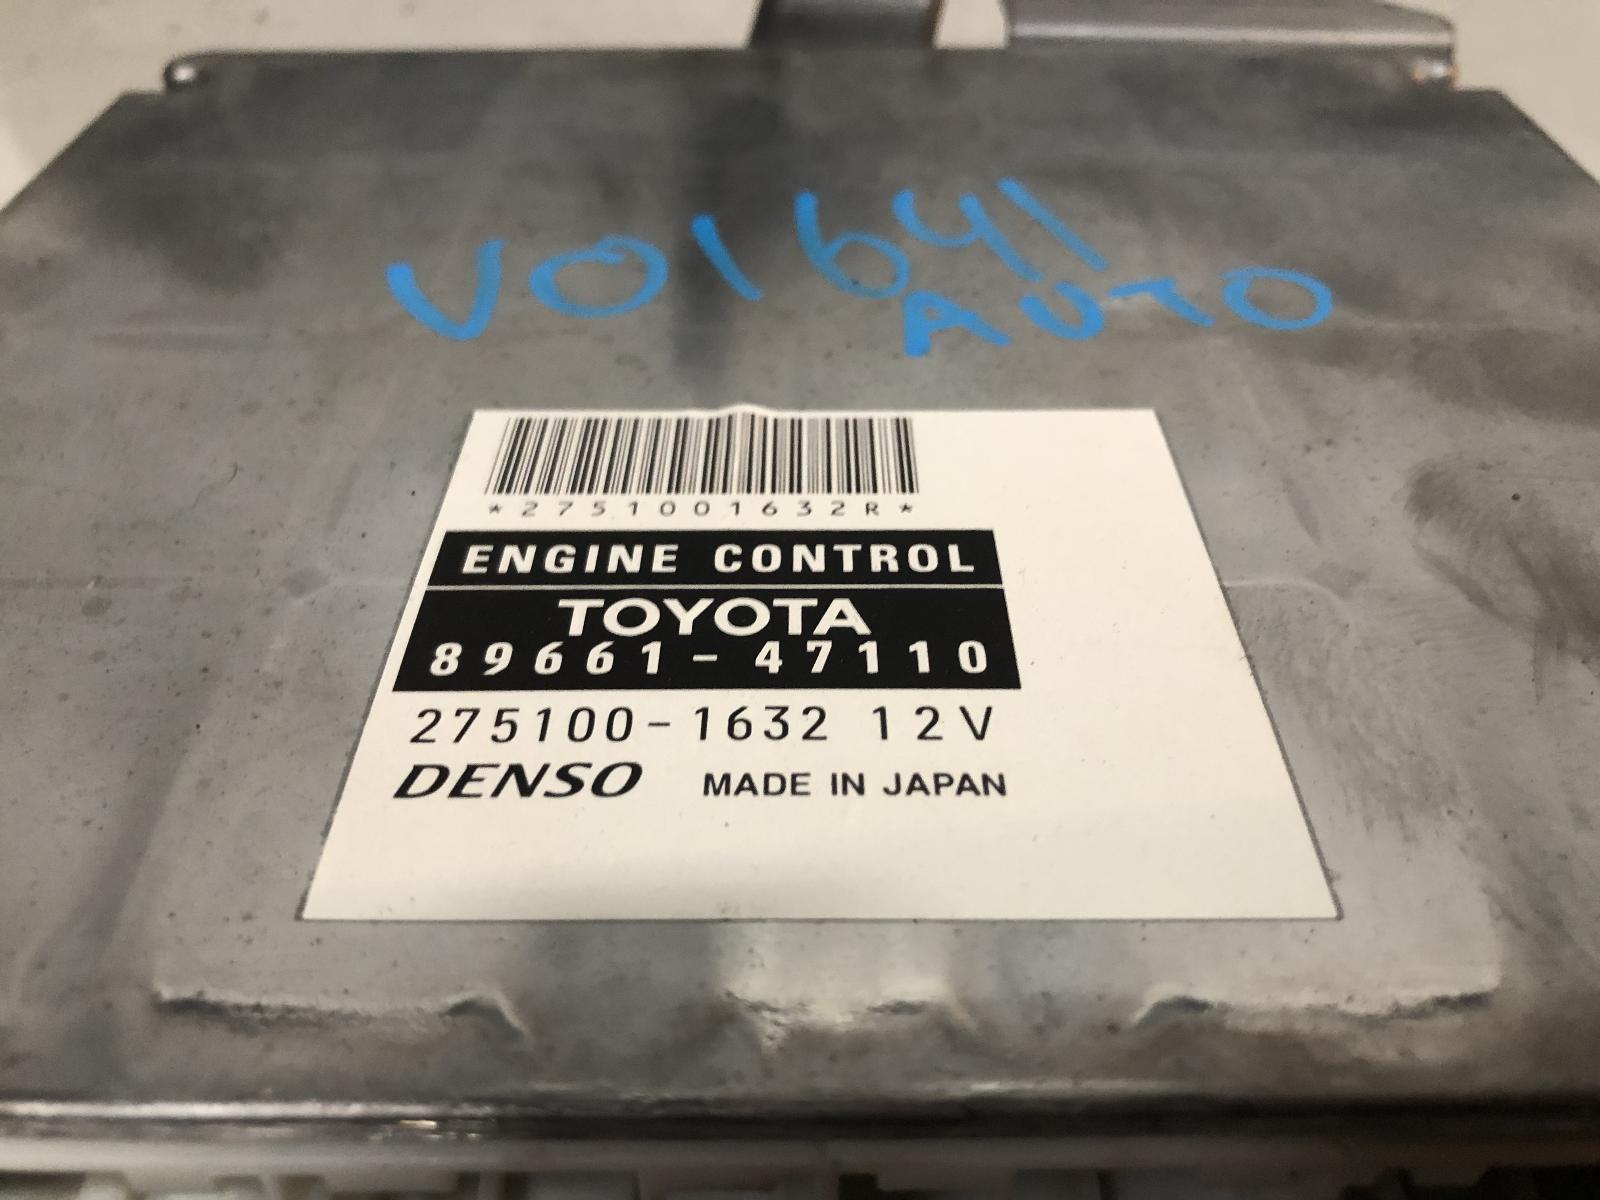 V01641
AUTO
*2751001632R*
ENGINE CONTROL
TOYOTA
89661-47110
275100-1632 12V
DENSO MADE IN JAPAN